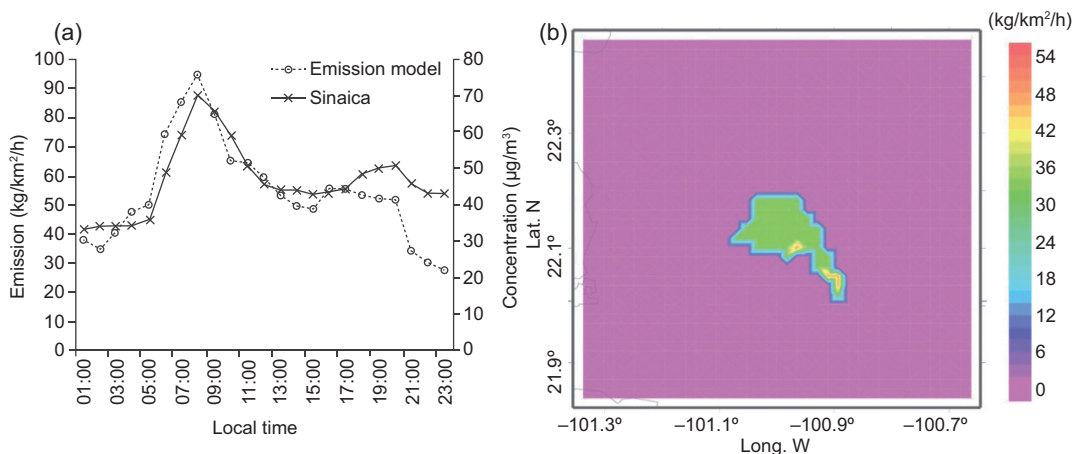 (a)
Emission model
Sinaica
Emission (kg/km²/h)
100
90
80
70
60
50
40
30
20
10
0
Concentration (µg/m³)
80
70
60
50
40
30
20
10
0
01:00
03:00
05:00
07:00
09:00
11:00
13:00
15:00
17:00
19:00
21:00
23:00
Local time
(b)
Lat. N
22.3º
22.1º
21.9º
–101.3º
–101.1º
–100.9º
–100.7º
Long. W
(kg/km²/h)
54
48
42
36
30
24
18
12
6
0